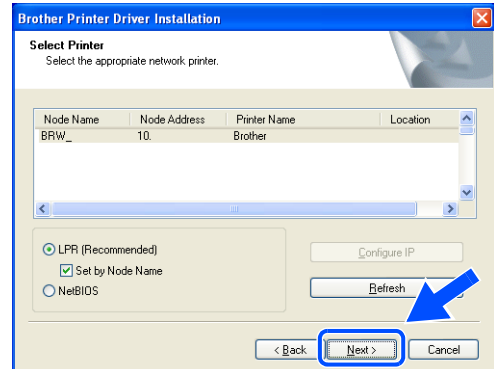 Brother Printer Driver Installation
Select Printer
Select the appropriate network printer.
Node Name Node Address Printer Name Location
BRW_ 10. Brother
LPR (Recommended)
Configure IP
Set by Node Name
NetBIOS
Refresh
< Back Next > Cancel